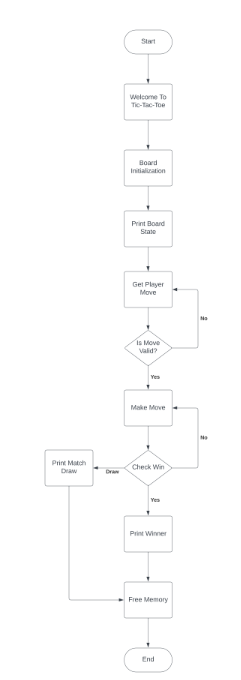 Start
Welcome To
Tic-Tac-Toe
Board
Initialization
Print Board
State
Get Player
Move
No
Is Move
Valid?
Yes
Make Move
No
Print Match
Draw
Draw
Check Win
Yes
Print Winner
Free Memory
End